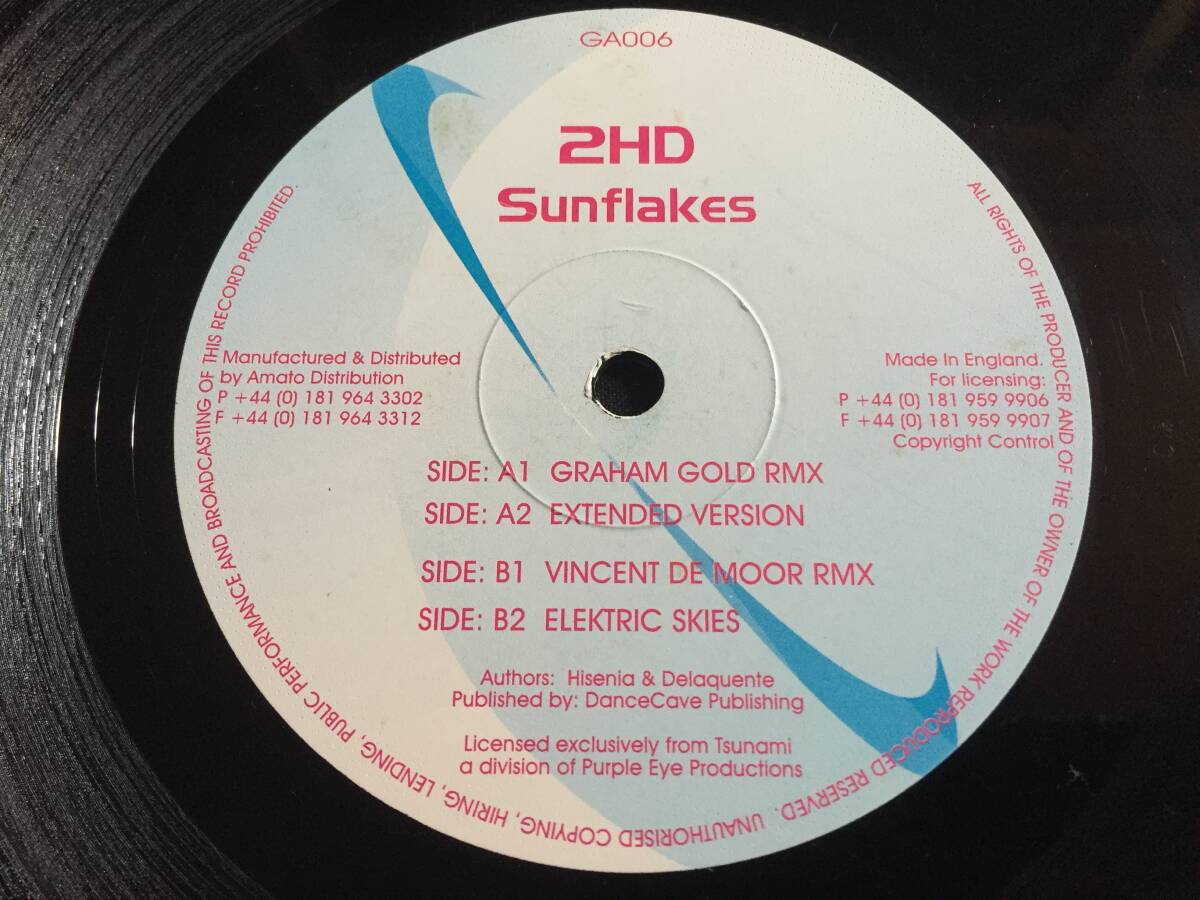 GA006
2HD
Sunflakes
Manufactured & Distributed
by Amato Distribution
P +44 (0) 181 964 3302
F +44 (0) 181 964 3312
Made In England.
For licensing:
P +44 (0) 181 959 9906
F +44 (0) 181 959 9907
Copyright Control
SIDE: A1 GRAHAM GOLD RMX
SIDE: A2 EXTENDED VERSION
SIDE: B1 VINCENT DE MOOR RMX
SIDE: B2 ELEKTRIC SKIES
Authors: Hisenia & Delaquente
Published by: DanceCave Publishing
Licensed exclusively from Tsunami
a division of Purple Eye Productions
ALL RIGHTS OF THE PRODUCER AND OF THE OWNER OF THE WORK REPRODUCED RESERVED. UNAUTHORISED COPYING, HIRING, LENDING, PUBLIC PERFORMANCE AND BROADCASTING OF THIS RECORD PROHIBITED.